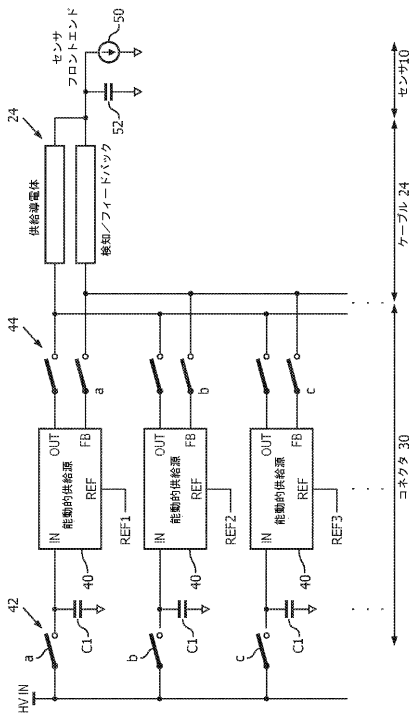 HV IN
42
a
C1
40
IN
能動的供給源
OUT
FB
REF
REF1
a
44
b
C1
40
IN
能動的供給源
OUT
FB
REF
REF2
b
c
C1
40
IN
能動的供給源
OUT
FB
REF
REF3
c
24
供給導電体
検知/フィードバック
センサ
フロントエンド
50
52
コネクタ 30
ケーブル 24
センサ10